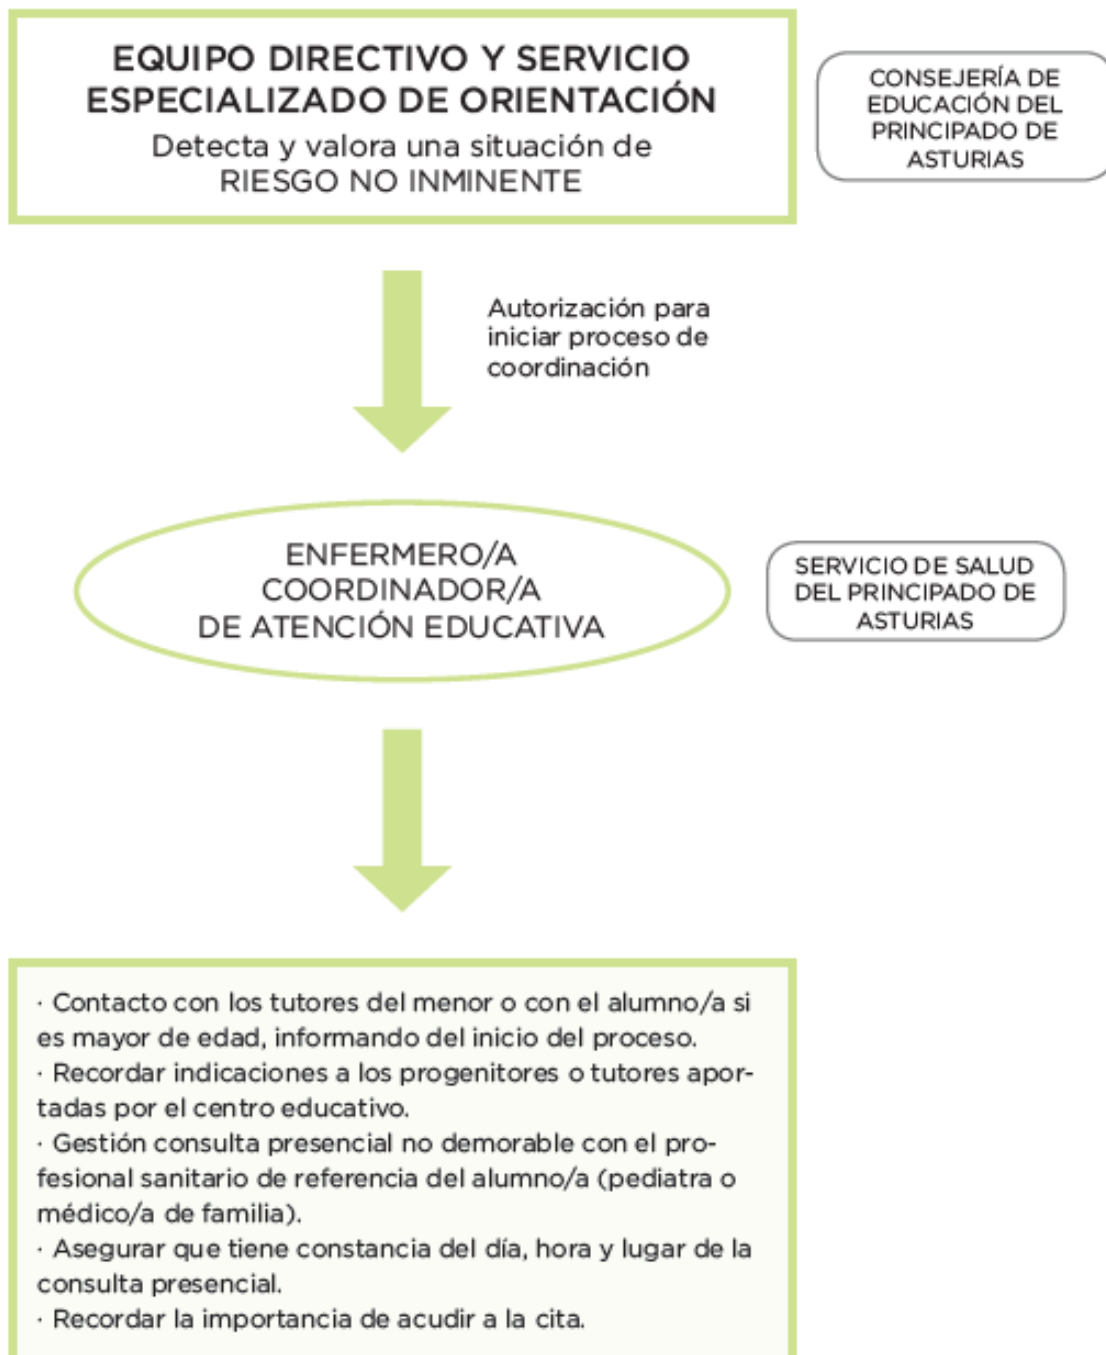 EQUIPO DIRECTIVO Y SERVICIO
ESPECIALIZADO DE ORIENTACIÓN
Detecta y valora una situación de
RIESGO NO INMINENTE
CONSEJERÍA DE
EDUCACIÓN DEL
PRINCIPADO DE
ASTURIAS
Autorización para
iniciar proceso de
coordinación
ENFERMERO/A
COORDINADOR/A
DE ATENCIÓN EDUCATIVA
SERVICIO DE SALUD
DEL PRINCIPADO DE
ASTURIAS
· Contacto con los tutores del menor o con el alumno/a si
es mayor de edad, informando del inicio del proceso.
· Recordar indicaciones a los progenitores o tutores apor-
tadas por el centro educativo.
· Gestión consulta presencial no demorable con el pro-
fesional sanitario de referencia del alumno/a (pediatra o
médico/a de familia).
· Asegurar que tiene constancia del día, hora y lugar de la
consulta presencial.
· Recordar la importancia de acudir a la cita.